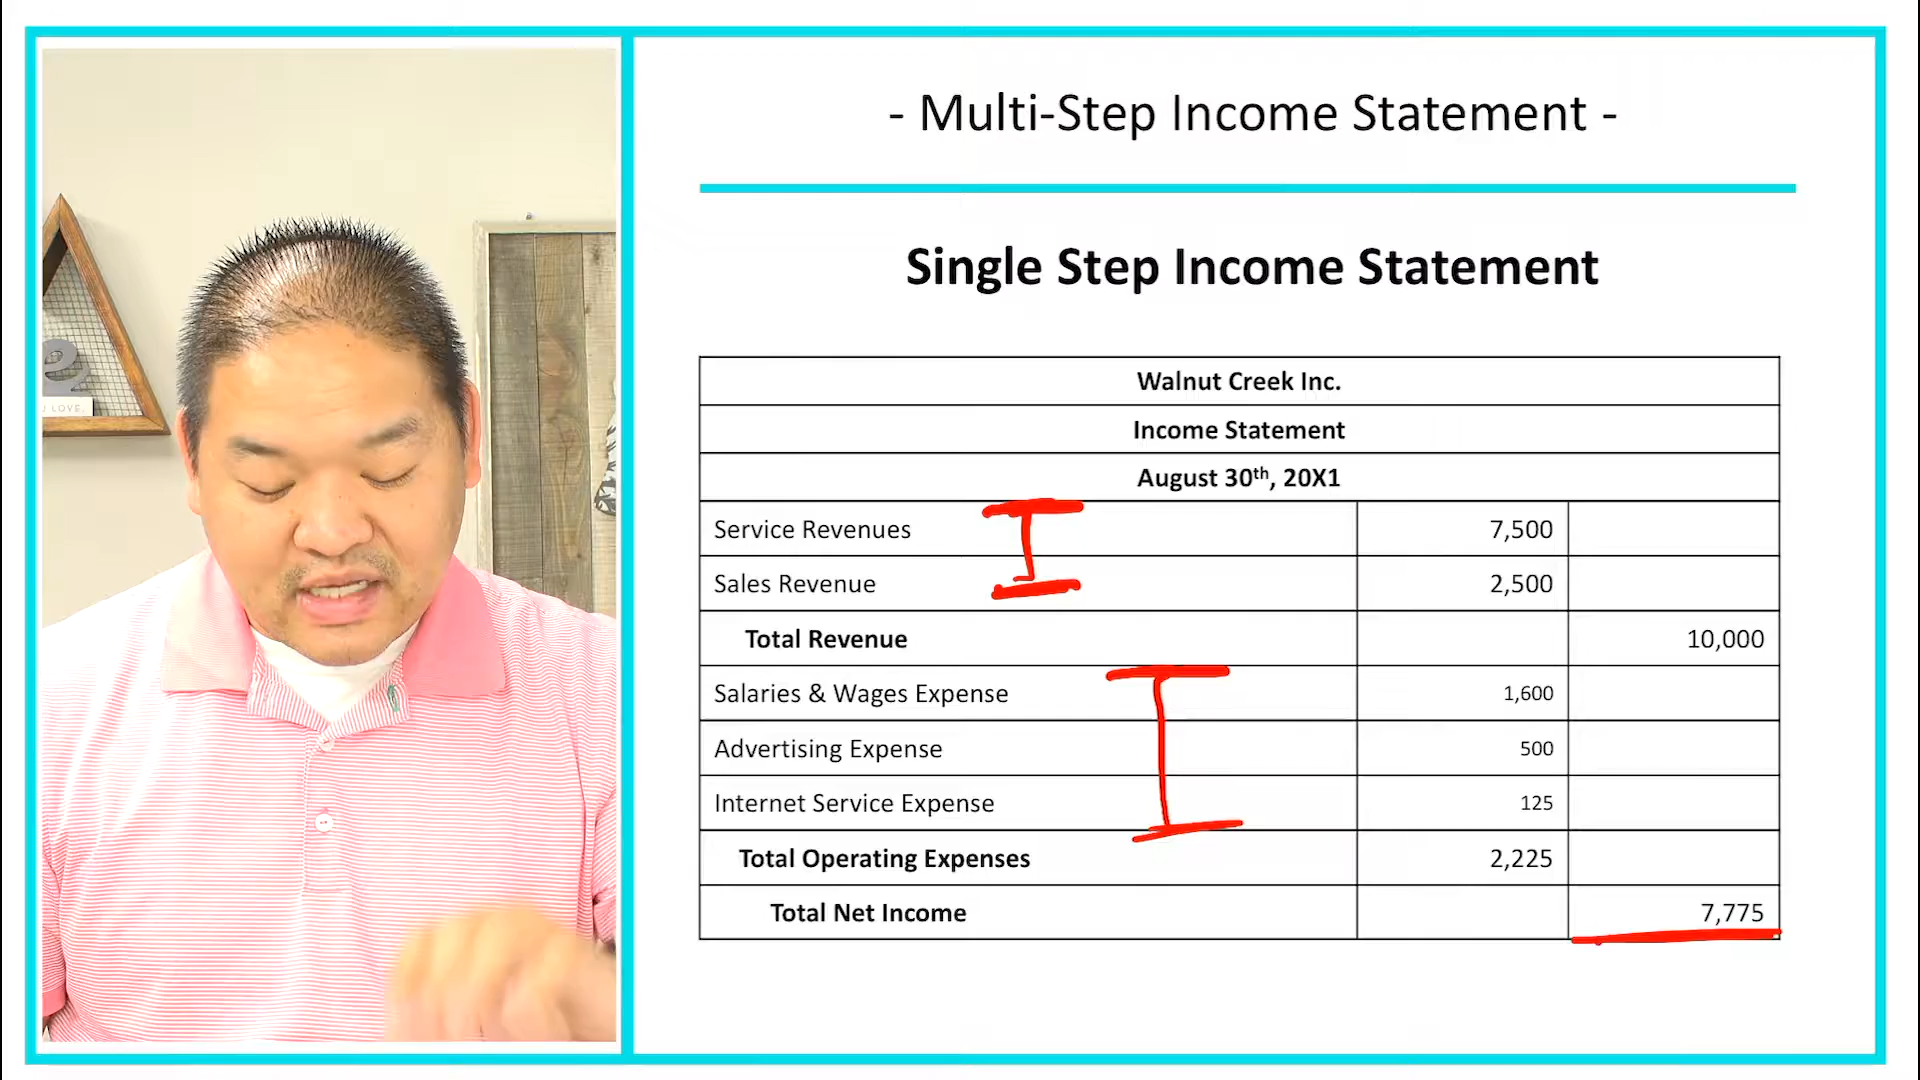 - Multi-Step Income Statement -
Single Step Income Statement
Walnut Creek Inc.
Income Statement
August 30th, 20X1
Service Revenues 7,500
Sales Revenue 2,500
Total Revenue 10,000
Salaries & Wages Expense 1,600
Advertising Expense 500
Internet Service Expense 125
Total Operating Expenses 2,225
Total Net Income 7,775
e
U LOVE.